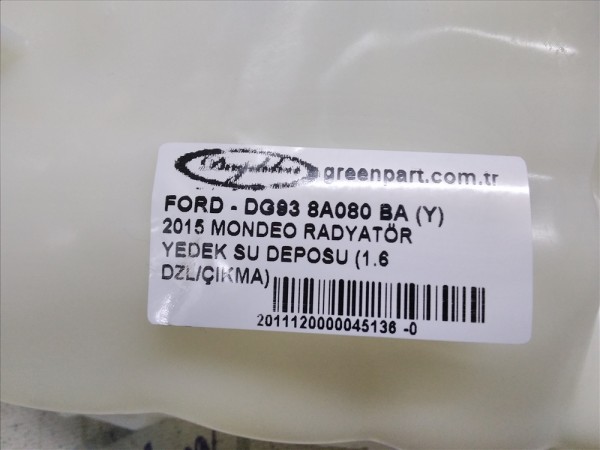 greenpart.com.tr
FORD - DG93 8A080 BA (Y)
2015 MONDEO RADYATÖR
YEDEK SU DEPOSU (1.6
DZL/ÇIKMA)
2011120000045136 -0